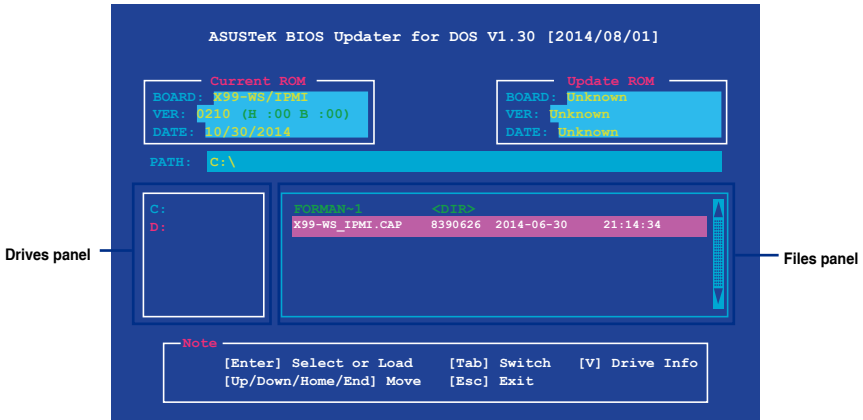 ASUSTeK BIOS Updater for DOS V1.30 [2014/08/01]
Current ROM
BOARD: X99-WS/IPMI
VER: 0210 (H :00 B :00)
DATE: 10/30/2014
Update ROM
BOARD: Unknown
VER: Unknown
DATE: Unknown
PATH: C:\
C:
D:
FORMAN~1 <DIR>
X99-WS_IPMI.CAP 8390626 2014-06-30 21:14:34
Drives panel
Files panel
Note
[Enter] Select or Load [Tab] Switch [V] Drive Info
[Up/Down/Home/End] Move [Esc] Exit